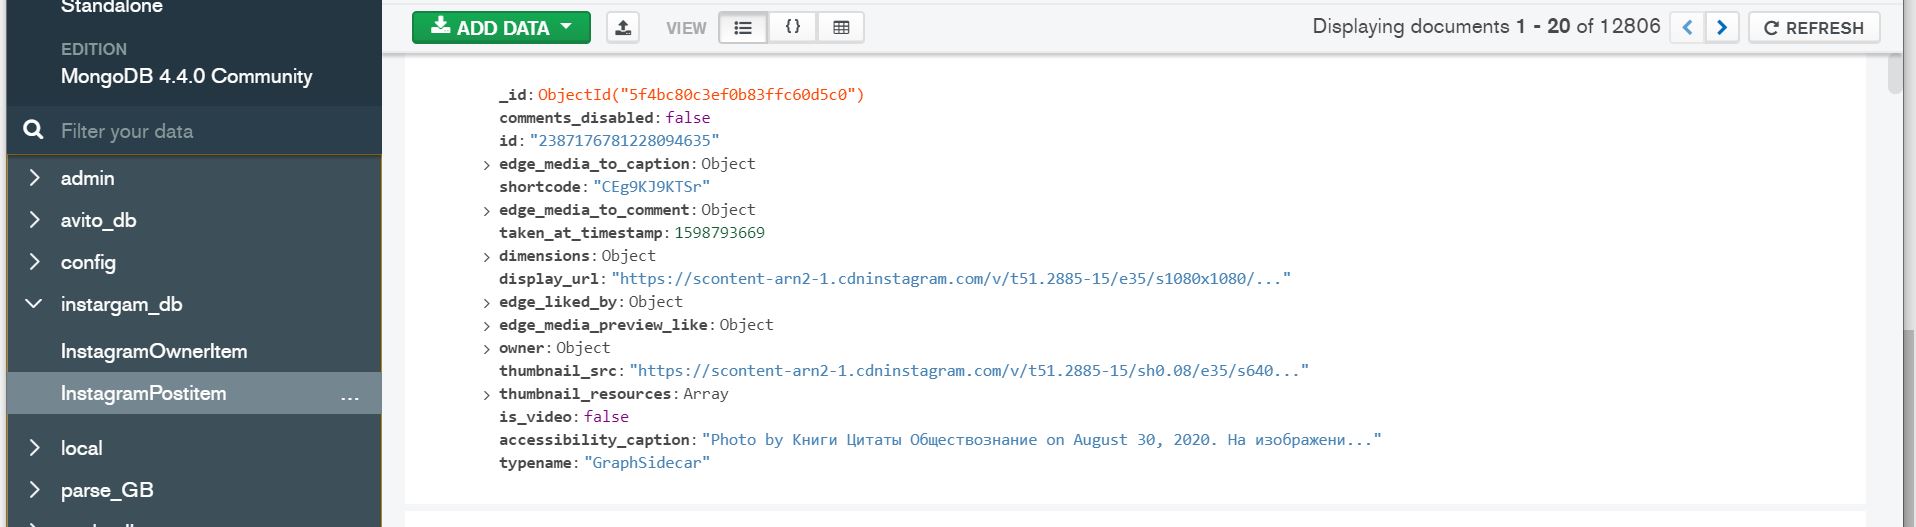 Standalone
EDITION
MongoDB 4.4.0 Community
Filter your data
admin
avito_db
config
instargam_db
InstagramOwnerItem
InstagramPostitem ...
local
parse_GB
ADD DATA
VIEW
{}
Displaying documents 1 - 20 of 12806
REFRESH
_id: ObjectId("5f4bc80c3ef0b83ffc60d5c0")
comments_disabled: false
id: "2387176781228094635"
edge_media_to_caption: Object
shortcode: "CEg9KJ9KTSr"
edge_media_to_comment: Object
taken_at_timestamp: 1598793669
dimensions: Object
display_url: "https://scontent-arn2-1.cdninstagram.com/v/t51.2885-15/e35/s1080x1080/..."
edge_liked_by: Object
edge_media_preview_like: Object
owner: Object
thumbnail_src: "https://scontent-arn2-1.cdninstagram.com/v/t51.2885-15/sh0.08/e35/s640..."
thumbnail_resources: Array
is_video: false
accessibility_caption: "Photo by Книги Цитаты Обществознание on August 30, 2020. На изображени..."
typename: "GraphSidecar"